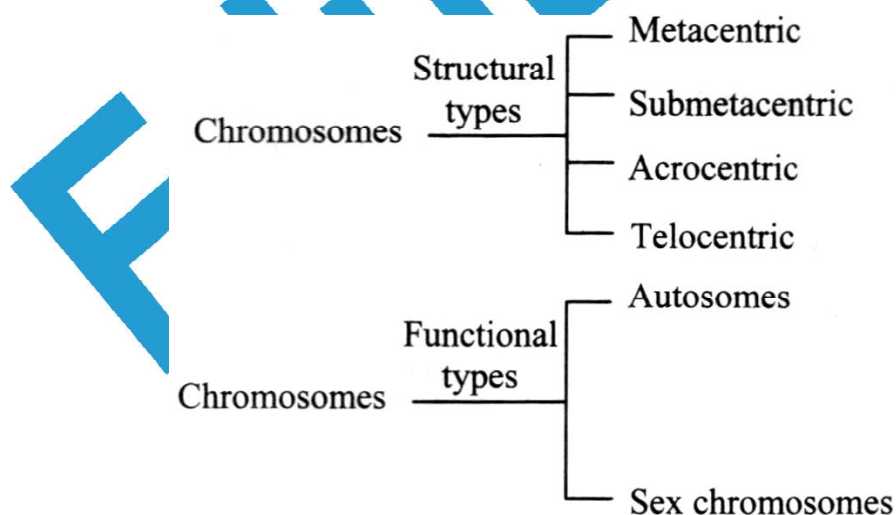 Metacentric
Structural
types
Submetacentric
Chromosomes
Acrocentric
Telocentric
Autosomes
Functional
types
Chromosomes
Sex chromosomes